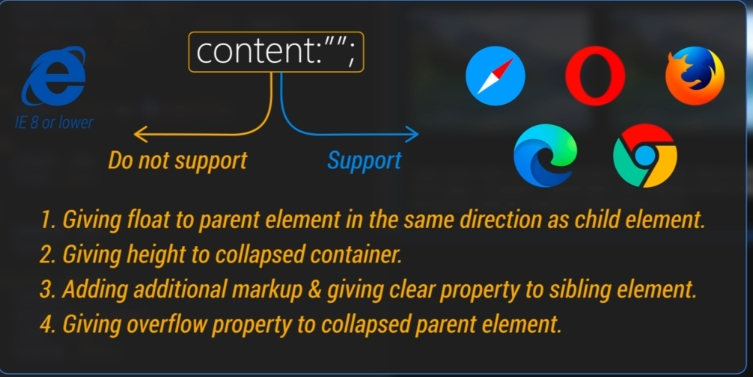 content:"";
IE 8 or lower
Do not support
Support
1. Giving float to parent element in the same direction as child element.
2. Giving height to collapsed container.
3. Adding additional markup & giving clear property to sibling element.
4. Giving overflow property to collapsed parent element.